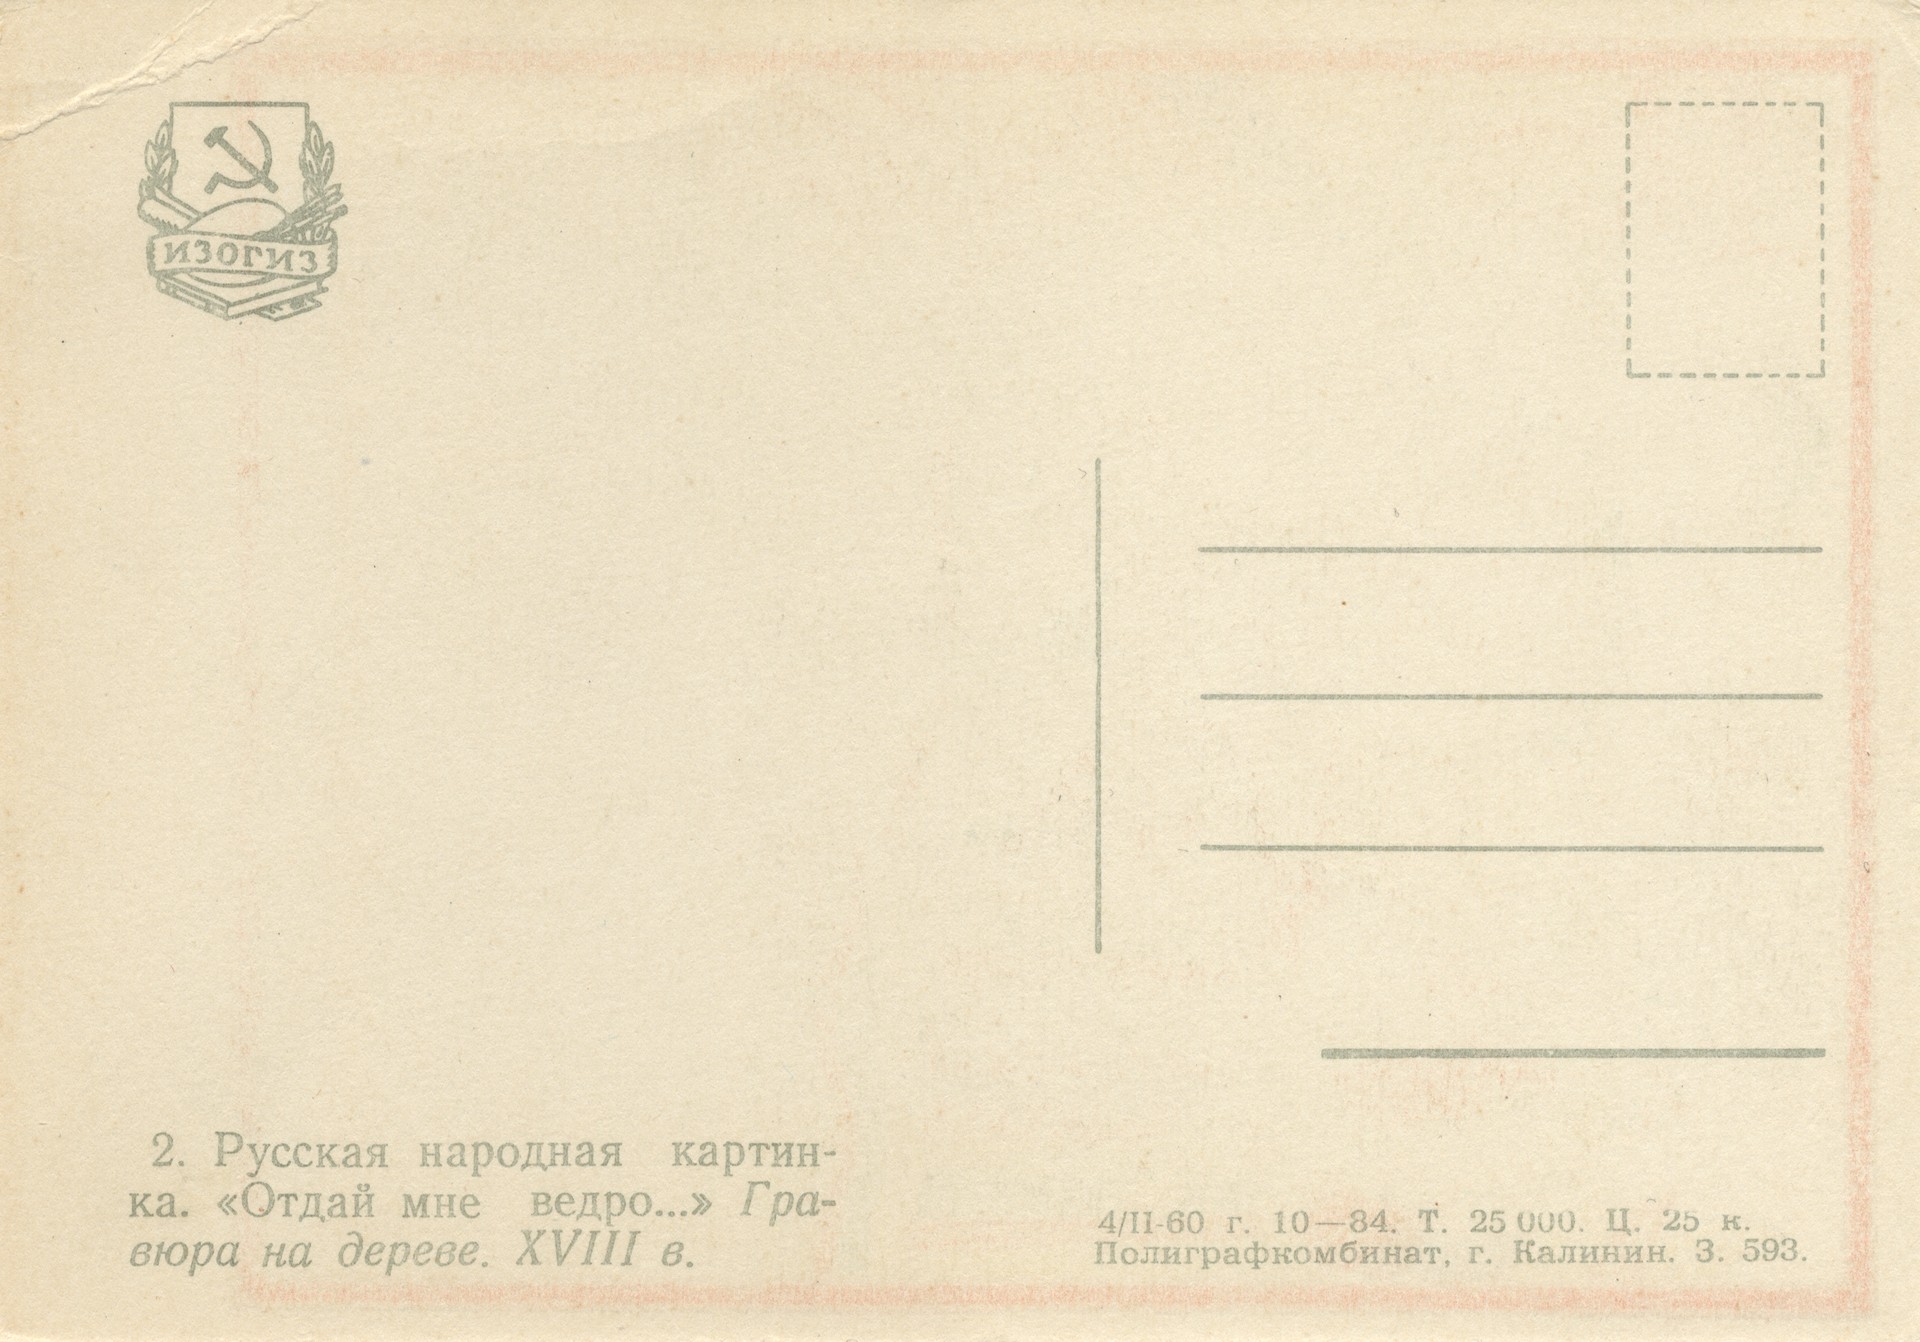 ИЗОГИЗ
2. Русская народная картин-
ка. «Отдай мне ведро...» Гра-
вюра на дереве. XVIII в.
4/II-60 г. 10—84. Т. 25 000. Ц. 25 к.
Полиграфкомбинат, г. Калинин. З. 593.